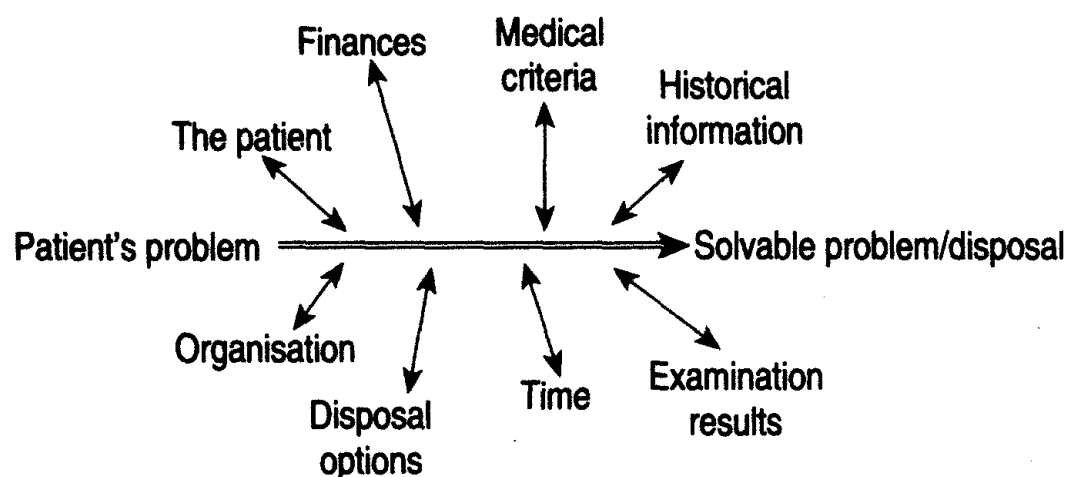 Finances
Medical
criteria
Historical
information
The patient
Patient's problem
Solvable problem/disposal
Organisation
Disposal
options
Time
Examination
results